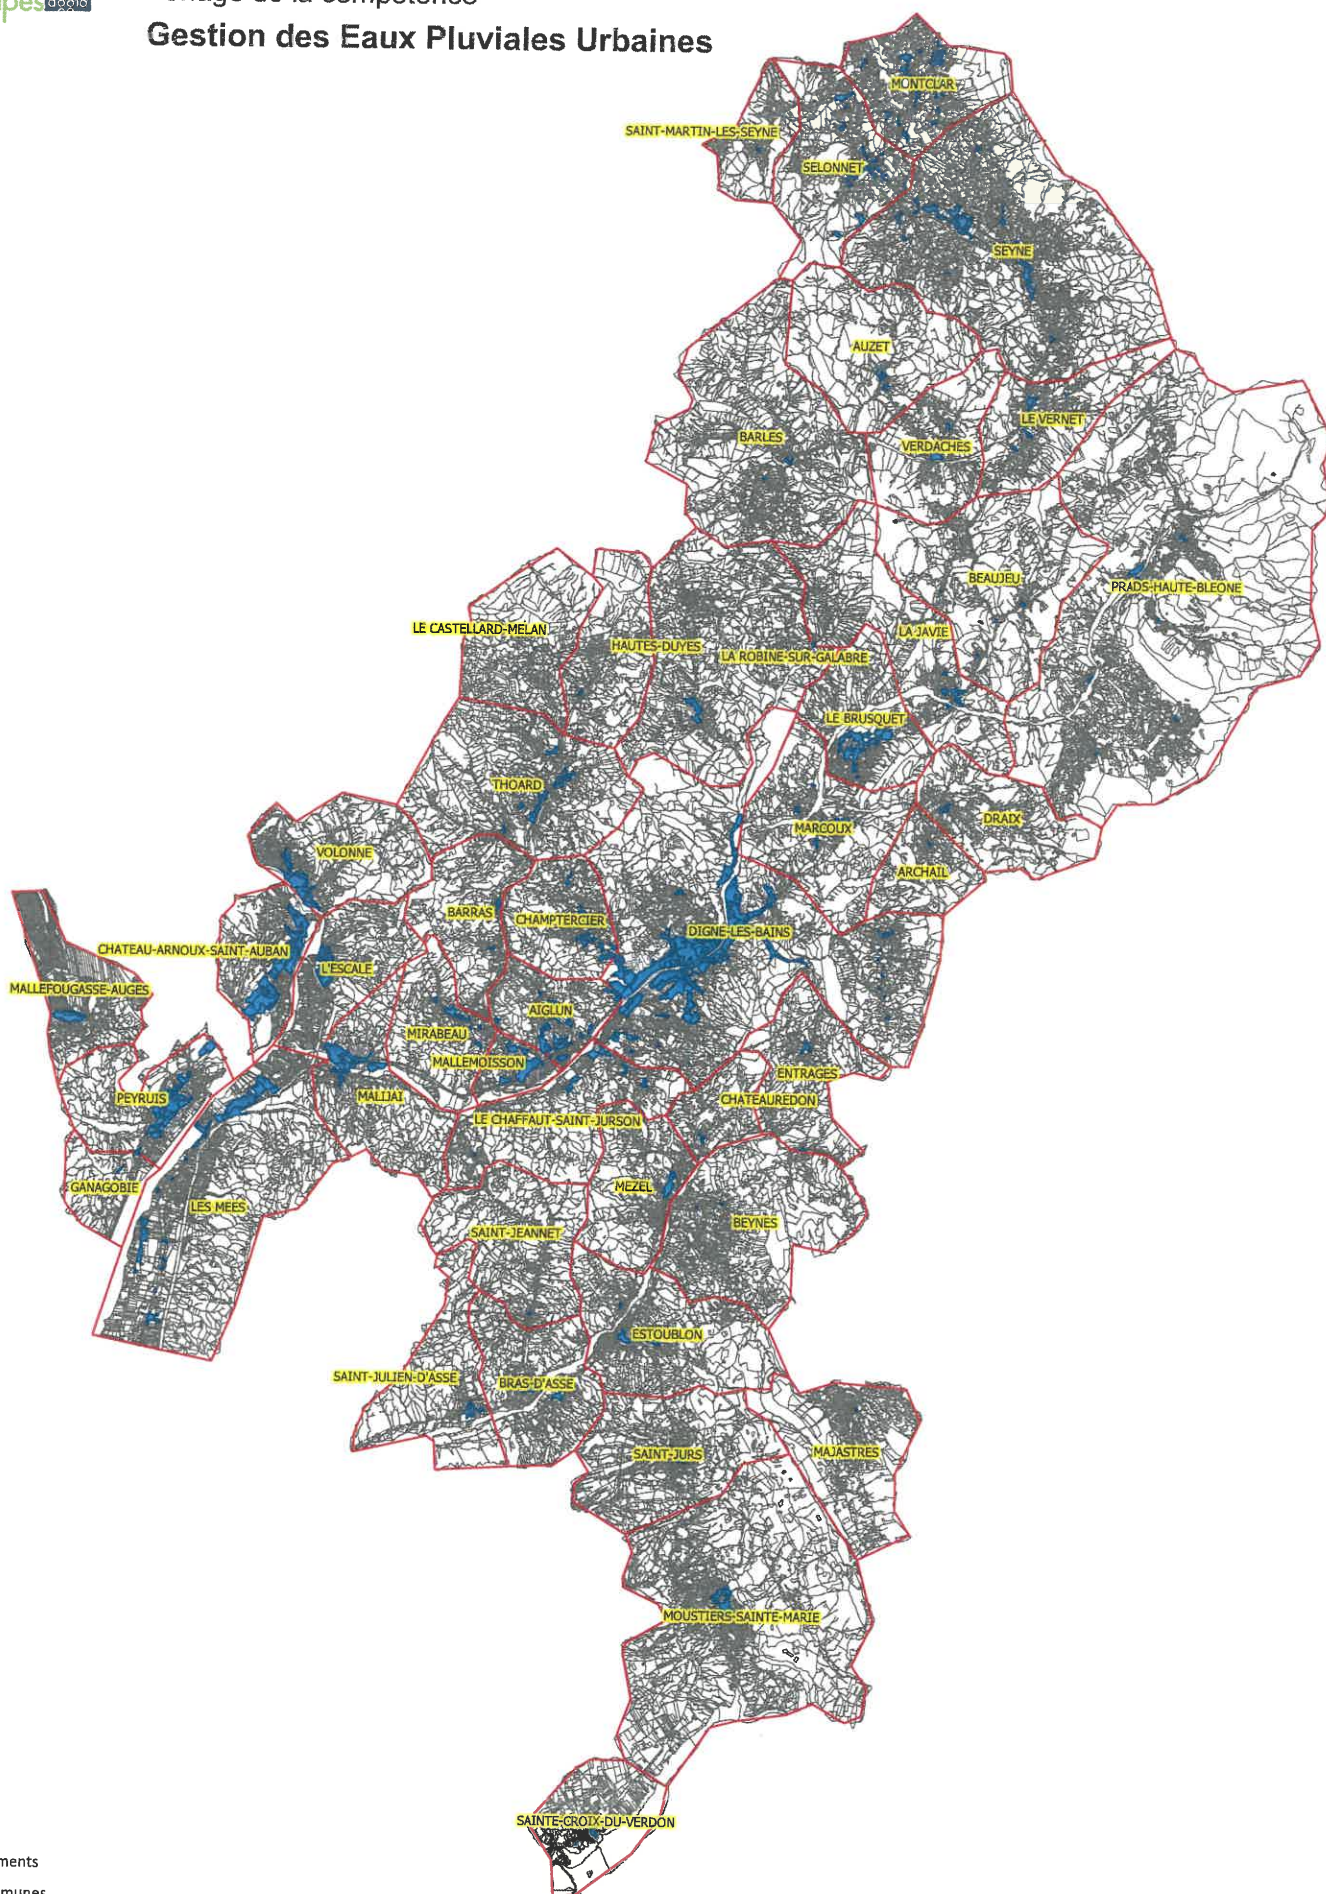 de la compétence
Gestion des Eaux Pluviales Urbaines
MONTCLAR
SAINT-MARTIN-LES-SEYNE
SELONNET
SEYNE
AUZET
LE VERNET
BARLES
VERDACHES
BEAUJEU
PRADS-HAUTE-BLEONE
LE CASTELLARD-MELAN
LA JAVIE
HAUTES-DUYES
LA ROBINE-SUR-GALABRE
LE BRUSQUET
THOARD
DRAIX
MARCOUX
VOLONNE
ARCHAIL
BARRAS
CHAMPTERCIER
DIGNE-LES-BAINS
CHATEAU-ARNOUX-SAINT-AUBAN
L'ESCALE
MALLEFOUGASSE-AUGES
AIGLUN
MIRABEAU
MALLEMOISSON
ENTRAGES
PEYRUIS
MALIJAI
CHATEAUREDON
LE CHAFFAUT-SAINT-JURSON
GANAGOBIE
MEZEL
LES MEES
BEYNES
SAINT-JEANNET
ESTOUBLON
SAINT-JULIEN-D'ASSE
BRAS-D'ASSE
SAINT-JURS
MAJASTRES
MOUSTIERS-SAINTE-MARIE
SAINTE-CROIX-DU-VERDON